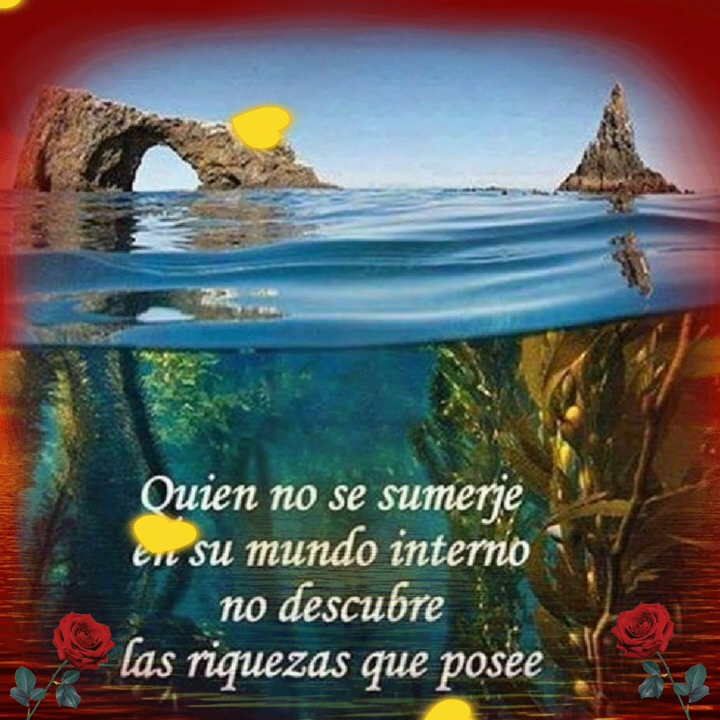 Quien no se sumerje
en su mundo interno
no descubre
las riquezas que posee